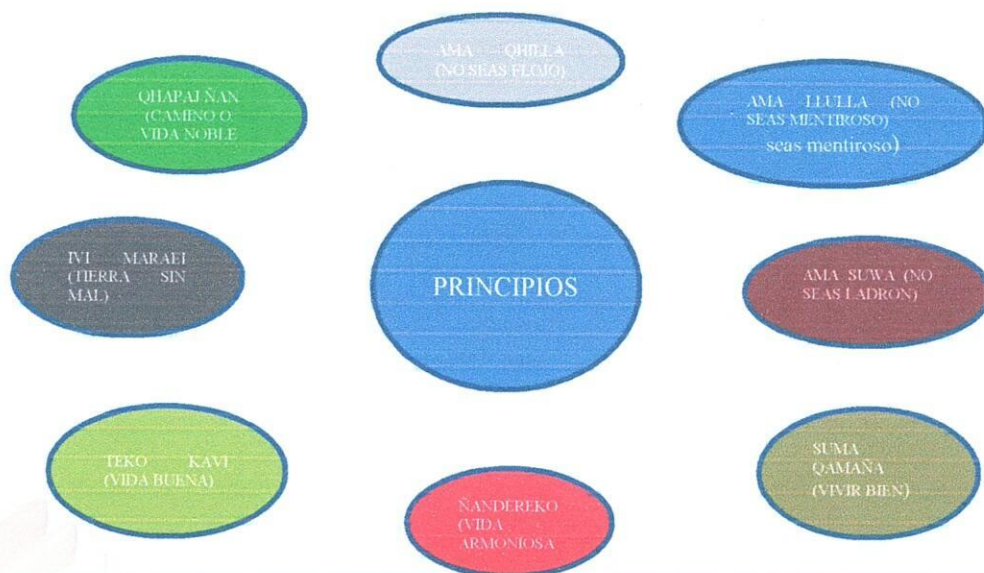 AMA QHILLA
(NO SEAS FLOJO)
QHAPAJ ÑAN
(CAMINO O
VIDA NOBLE
AMA LLULLA (NO
SEAS MENTIROSO)
seas mentiroso)
IVI MARAEI
(TIERRA SIN
MAL)
PRINCIPIOS
AMA SUWA (NO
SEAS LADRON)
TEKO KAVI
(VIDA BUENA)
SUMA
QAMAÑA
(VIVIR BIEN)
ÑANDEREKO
(VIDA
ARMONIOSA